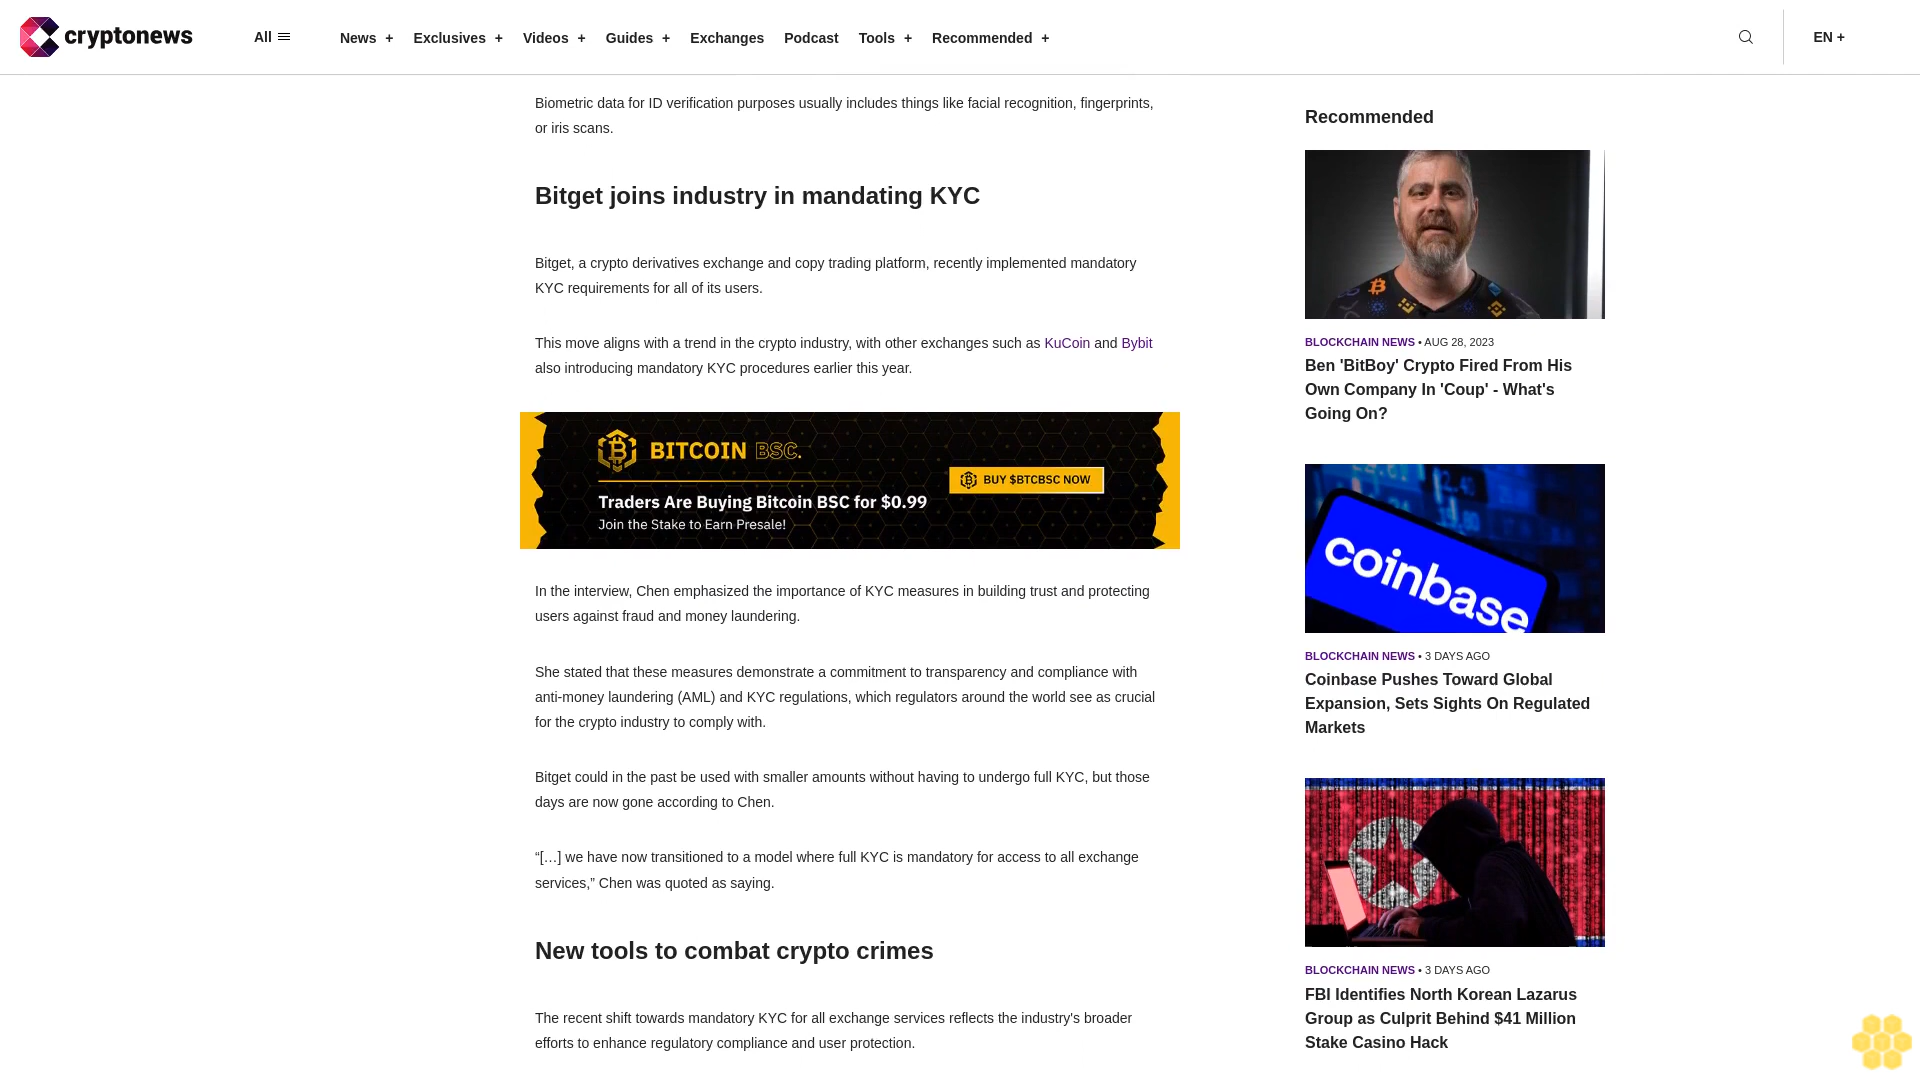 cryptonews
All
News +
Exclusives +
Videos +
Guides +
Exchanges
Podcast
Tools +
Recommended +
EN +
Biometric data for ID verification purposes usually includes things like facial recognition, fingerprints,
or iris scans.
Bitget joins industry in mandating KYC
Bitget, a crypto derivatives exchange and copy trading platform, recently implemented mandatory
KYC requirements for all of its users.
This move aligns with a trend in the crypto industry, with other exchanges such as KuCoin and Bybit
also introducing mandatory KYC procedures earlier this year.
BITCOIN BSC.
Traders Are Buying Bitcoin BSC for $0.99
Join the Stake to Earn Presale!
BUY $BTCBSC NOW
In the interview, Chen emphasized the importance of KYC measures in building trust and protecting
users against fraud and money laundering.
She stated that these measures demonstrate a commitment to transparency and compliance with
anti-money laundering (AML) and KYC regulations, which regulators around the world see as crucial
for the crypto industry to comply with.
Bitget could in the past be used with smaller amounts without having to undergo full KYC, but those
days are now gone according to Chen.
“[…] we have now transitioned to a model where full KYC is mandatory for access to all exchange
services,” Chen was quoted as saying.
New tools to combat crypto crimes
The recent shift towards mandatory KYC for all exchange services reflects the industry's broader
efforts to enhance regulatory compliance and user protection.
Recommended
BLOCKCHAIN NEWS • AUG 28, 2023
Ben 'BitBoy' Crypto Fired From His
Own Company In 'Coup' - What's
Going On?
coinbase
BLOCKCHAIN NEWS • 3 DAYS AGO
Coinbase Pushes Toward Global
Expansion, Sets Sights On Regulated
Markets
BLOCKCHAIN NEWS • 3 DAYS AGO
FBI Identifies North Korean Lazarus
Group as Culprit Behind $41 Million
Stake Casino Hack